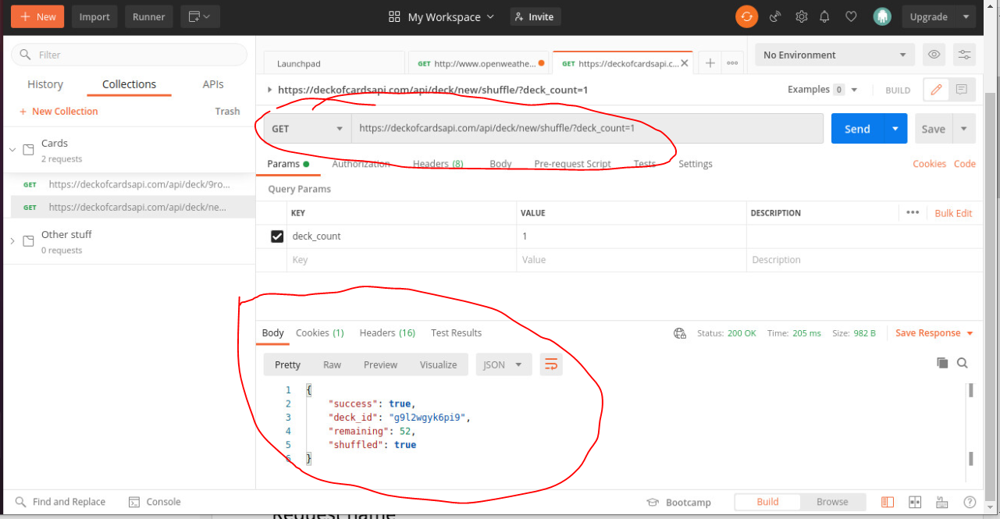 New Import Runner My Workspace Invite Upgrade
Filter
History Collections APIs
+ New Collection Trash
Cards
2 requests
GET https://deckofcardsapi.com/api/deck/9ro...
GET https://deckofcardsapi.com/api/deck/ne...
Other stuff
0 requests
Launchpad GET http://www.openweathe... GET https://deckofcardsapi.c... No Environment
https://deckofcardsapi.com/api/deck/new/shuffle/?deck_count=1 Examples 0 BUILD
GET https://deckofcardsapi.com/api/deck/new/shuffle/?deck_count=1 Send Save
Params Authorization Headers (8) Body Pre-request Script Tests Settings Cookies Code
Query Params
KEY VALUE DESCRIPTION Bulk Edit
deck_count 1
Key Value Description
Body Cookies (1) Headers (16) Test Results Status: 200 OK Time: 205 ms Size: 982 B Save Response
Pretty Raw Preview Visualize JSON
1 {
2 "success": true,
3 "deck_id": "g9l2wgyk6pi9",
4 "remaining": 52,
5 "shuffled": true
6 }
Find and Replace Console Bootcamp Build Browse
Request name